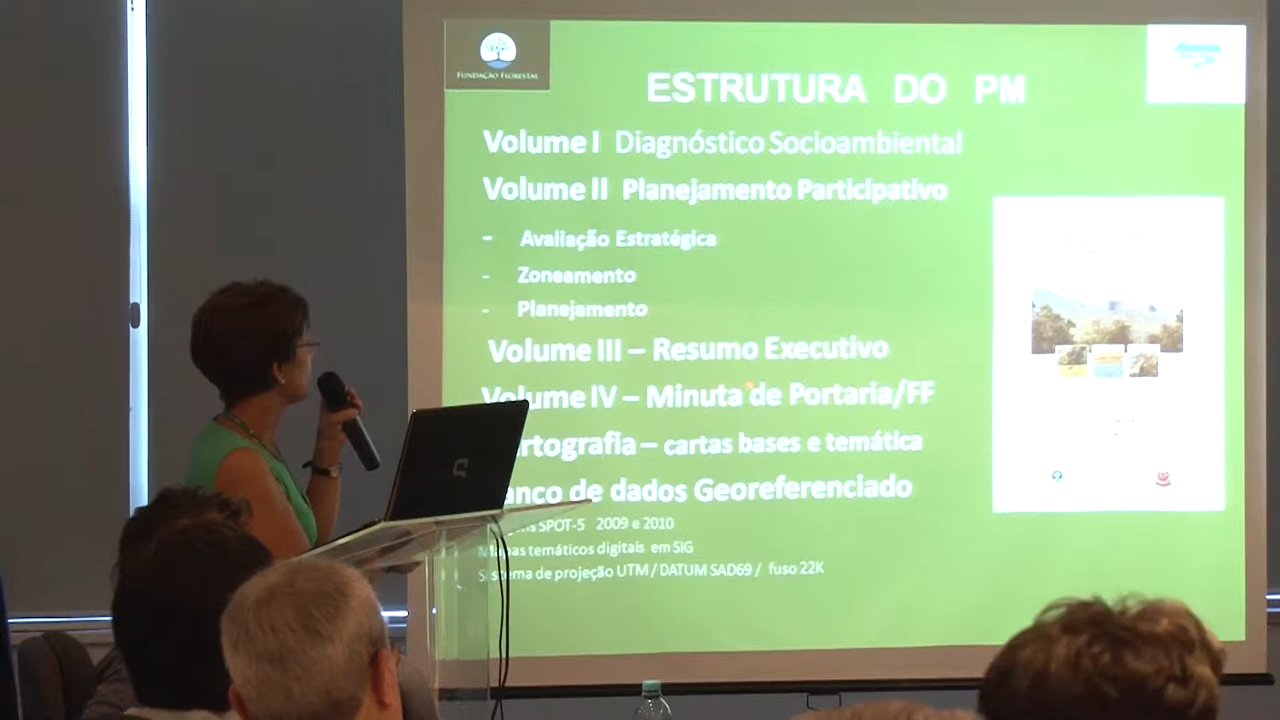 FUNDAÇÃO FLORESTAL
ESTRUTURA DO PM
Volume I Diagnóstico Socioambiental
Volume II Planejamento Participativo
- Avaliação Estratégica
- Zoneamento
- Planejamento
Volume III – Resumo Executivo
Volume IV – Minuta de Portaria/FF
rtografia – cartas bases e temática
anco de dados Georeferenciado
SPOT-5 2009 e 2010
Mapas temáticos digitais em SIG
Sistema de projeção UTM / DATUM SAD69 / fuso 22K